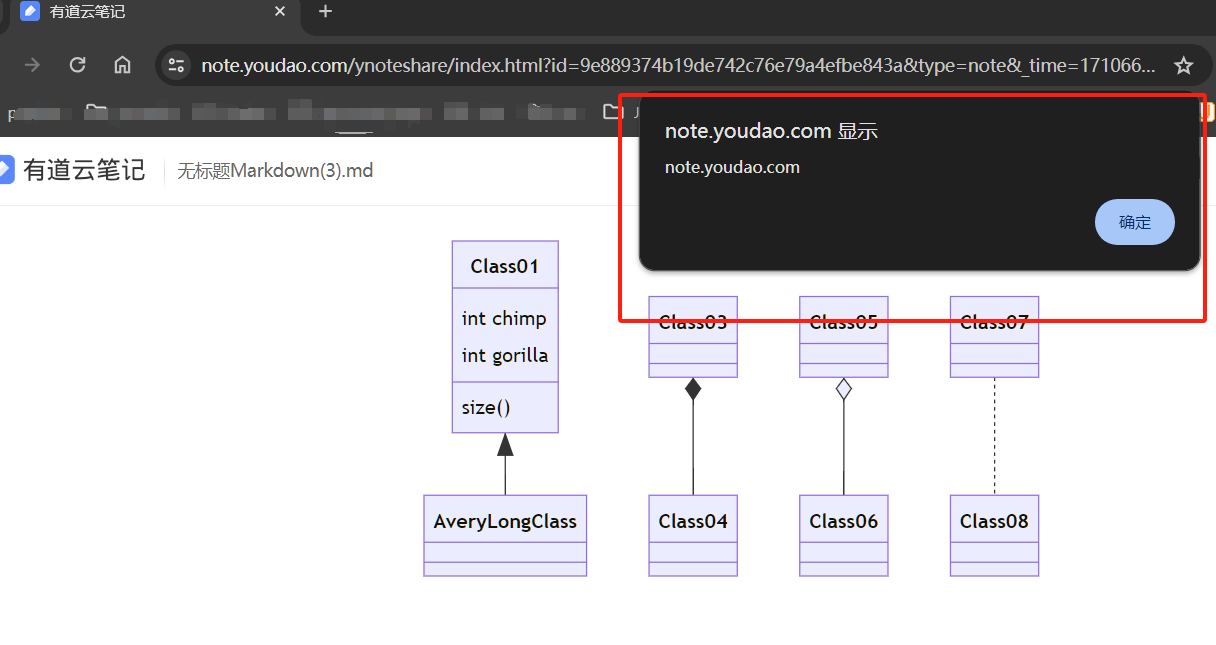 有道云笔记
note.youdao.com/ynoteshare/index.html?id=9e889374b19de742c76e79a4efbe843a&type=note&_time=171066...
note.youdao.com 显示
note.youdao.com
确定
有道云笔记
无标题Markdown(3).md
Class01
int chimp
int gorilla
size()
Class03
Class05
Class07
AveryLongClass
Class04
Class06
Class08